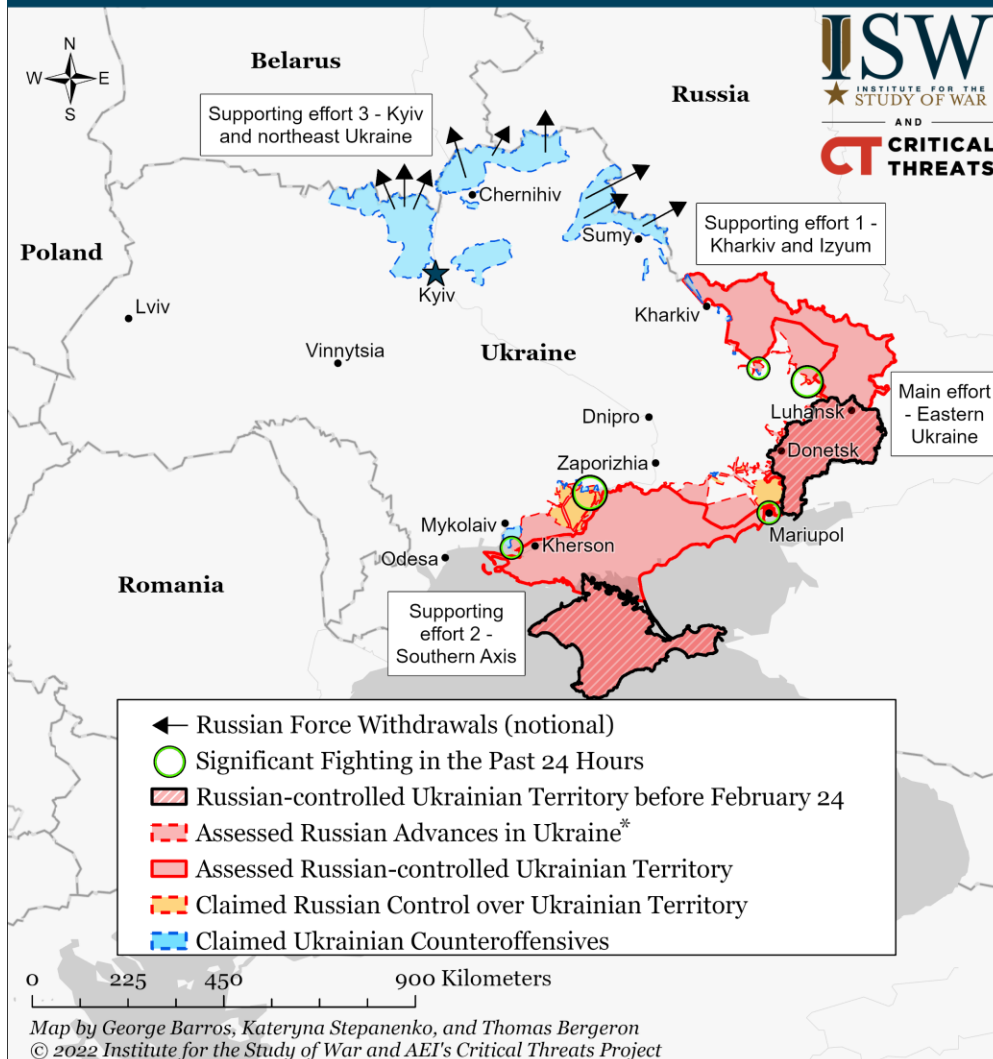 N
W E
S
Belarus
Russia
ISW
INSTITUTE FOR THE
STUDY OF WAR
AND
CT CRITICAL
THREATS
Supporting effort 3 - Kyiv
and northeast Ukraine
Chernihiv
Supporting effort 1 -
Kharkiv and Izyum
Sumy
Poland
Kyiv
Lviv
Kharkiv
Vinnytsia
Ukraine
Main effort
- Eastern
Ukraine
Dnipro
Luhansk
Donetsk
Zaporizhia
Mykolaiv
Kherson
Mariupol
Odesa
Romania
Supporting
effort 2 -
Southern Axis
Russian Force Withdrawals (notional)
Significant Fighting in the Past 24 Hours
Russian-controlled Ukrainian Territory before February 24
Assessed Russian Advances in Ukraine*
Assessed Russian-controlled Ukrainian Territory
Claimed Russian Control over Ukrainian Territory
Claimed Ukrainian Counteroffensives
0 225 450 900 Kilometers
Map by George Barros, Kateryna Stepanenko, and Thomas Bergeron
© 2022 Institute for the Study of War and AEI's Critical Threats Project